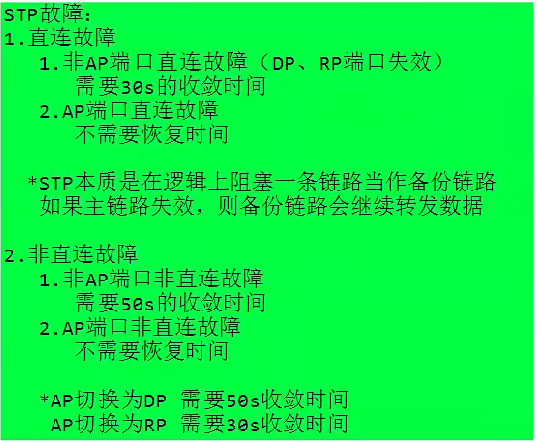 STP故障：
1.直连故障
1.非AP端口直连故障（DP、RP端口失效）
需要30s的收敛时间
2.AP端口直连故障
不需要恢复时间
*STP本质是在逻辑上阻塞一条链路当作备份链路
如果主链路失效，则备份链路会继续转发数据
2.非直连故障
1.非AP端口非直连故障
需要50s的收敛时间
2.AP端口非直连故障
不需要恢复时间
*AP切换为DP 需要50s收敛时间
AP切换为RP 需要30s收敛时间